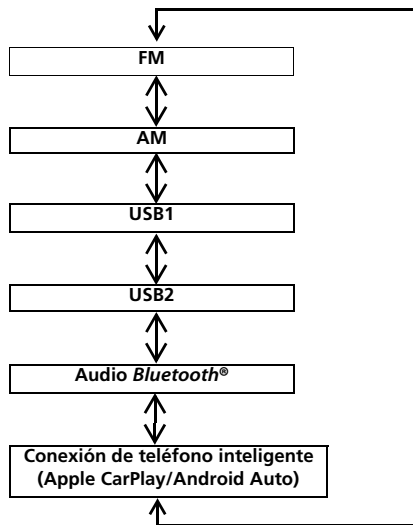 FM
AM
USB1
USB2
Audio Bluetooth®
Conexión de teléfono inteligente
(Apple CarPlay/Android Auto)